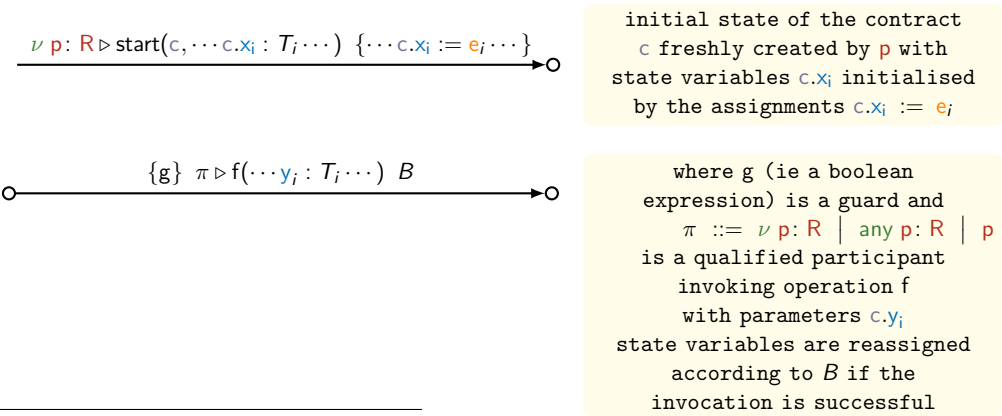 ν p: R ▹ start(c, ··· c.xᵢ : Tᵢ ···) {··· c.xᵢ := eᵢ ···}
initial state of the contract
c freshly created by p with
state variables c.xᵢ initialised
by the assignments c.xᵢ := eᵢ
{g} π ▹ f(··· yᵢ : Tᵢ ···) B
where g (ie a boolean
expression) is a guard and
π ::= ν p: R | any p: R | p
is a qualified participant
invoking operation f
with parameters c.yᵢ
state variables are reassigned
according to B if the
invocation is successful